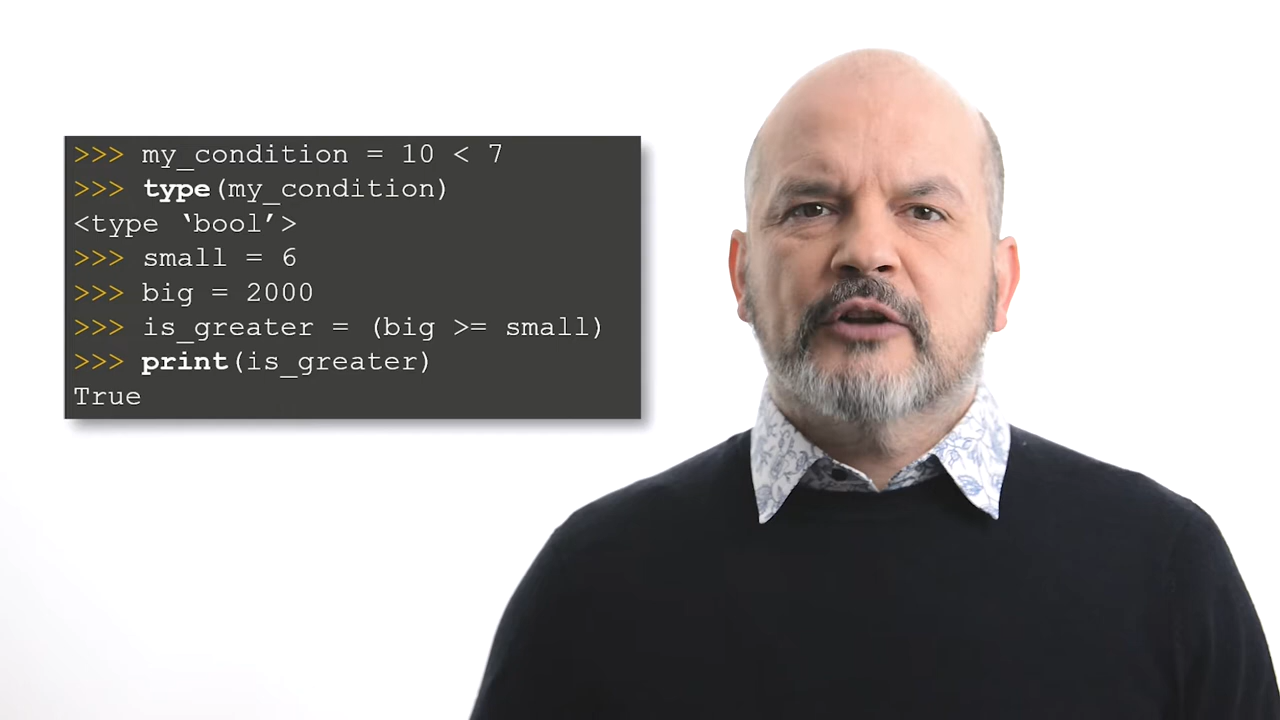 >>> my_condition = 10 < 7
>>> type(my_condition)
<type ‘bool’>
>>> small = 6
>>> big = 2000
>>> is_greater = (big >= small)
>>> print(is_greater)
True